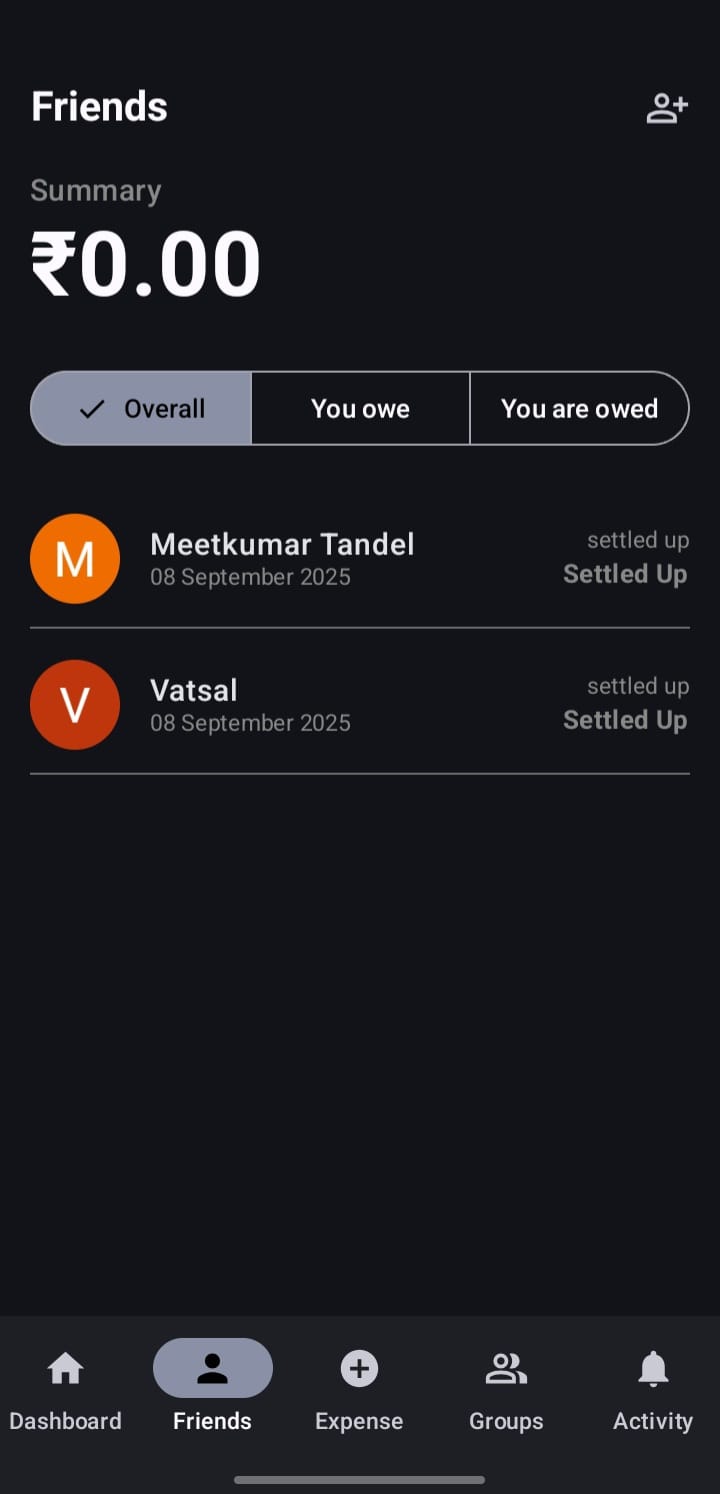 Friends
Summary
₹0.00
Overall
You owe
You are owed
M
Meetkumar Tandel
08 September 2025
settled up
Settled Up
V
Vatsal
08 September 2025
settled up
Settled Up
Dashboard
Friends
Expense
Groups
Activity